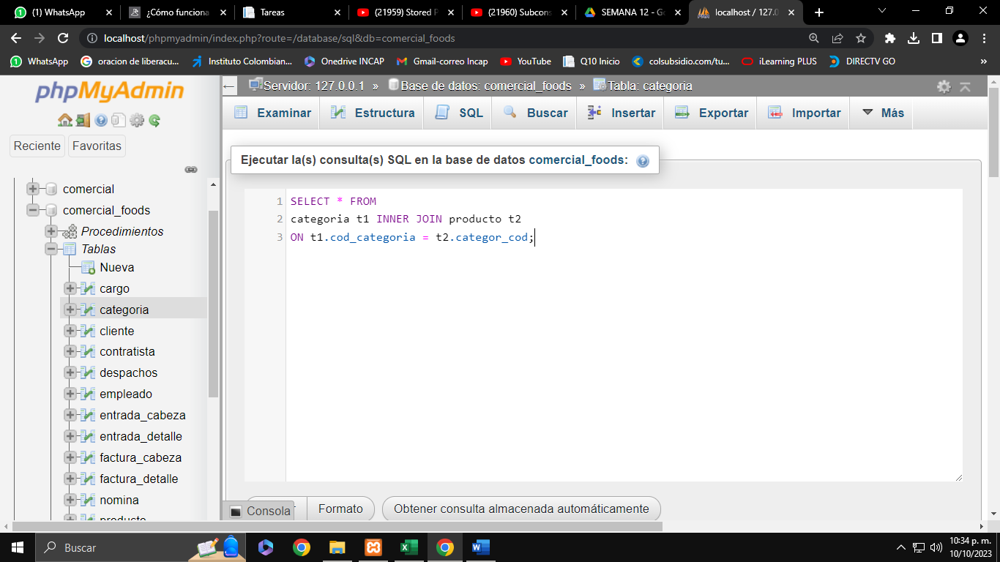 (1) WhatsApp
¿Cómo funciona
Tareas
(21959) Stored P
(21960) Subcons
SEMANA 12 - Go
localhost / 127.0
localhost/phpmyadmin/index.php?route=/database/sql&db=comercial_foods
WhatsApp
oracion de liberacu...
Instituto Colombian...
Onedrive INCAP
Gmail-correo Incap
YouTube
Q10 Inicio
colsubsidio.com/tu...
iLearning PLUS
DIRECTV GO
»
phpMyAdmin
Reciente
Favoritas
comercial
comercial_foods
Procedimientos
Tablas
Nueva
cargo
categoria
cliente
contratista
despachos
empleado
entrada_cabeza
entrada_detalle
factura_cabeza
factura_detalle
nomina
producto
Servidor: 127.0.0.1 » Base de datos: comercial_foods » Tabla: categoria
Examinar
Estructura
SQL
Buscar
Insertar
Exportar
Importar
Más
Ejecutar la(s) consulta(s) SQL en la base de datos comercial_foods:
1 SELECT * FROM
2 categoria t1 INNER JOIN producto t2
3 ON t1.cod_categoria = t2.categor_cod;
Formato
Obtener consulta almacenada automáticamente
Consola
Buscar
10:34 p. m.
10/10/2023